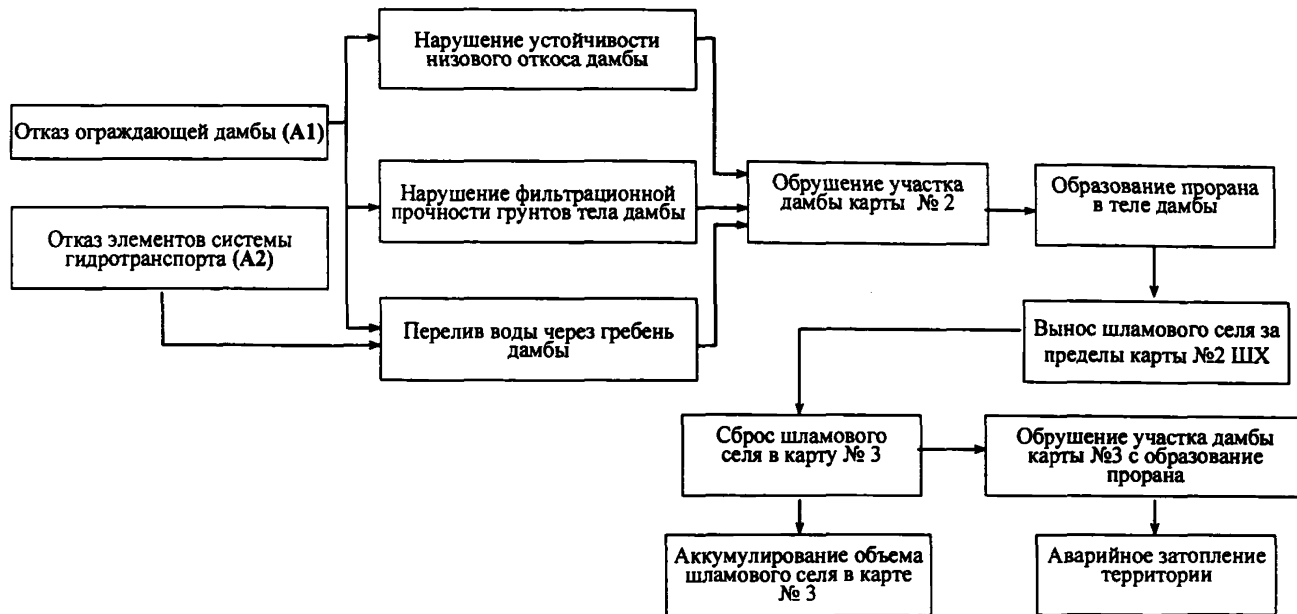 Нарушение устойчивости
низового откоса дамбы
Отказ ограждающей дамбы (А1)
Нарушение фильтрационной
прочности грунтов тела дамбы
Обрушение участка
дамбы карты № 2
Образование прорана
в теле дамбы
Отказ элементов системы
гидротранспорта (А2)
Перелив воды через гребень
дамбы
Вынос шламового селя за
пределы карты №2 ШХ
Сброс шламового
селя в карту № 3
Обрушение участка дамбы
карты №3 с образование
прорана
Аккумулирование объема
шламового селя в карте
№ 3
Аварийное затопление
территории